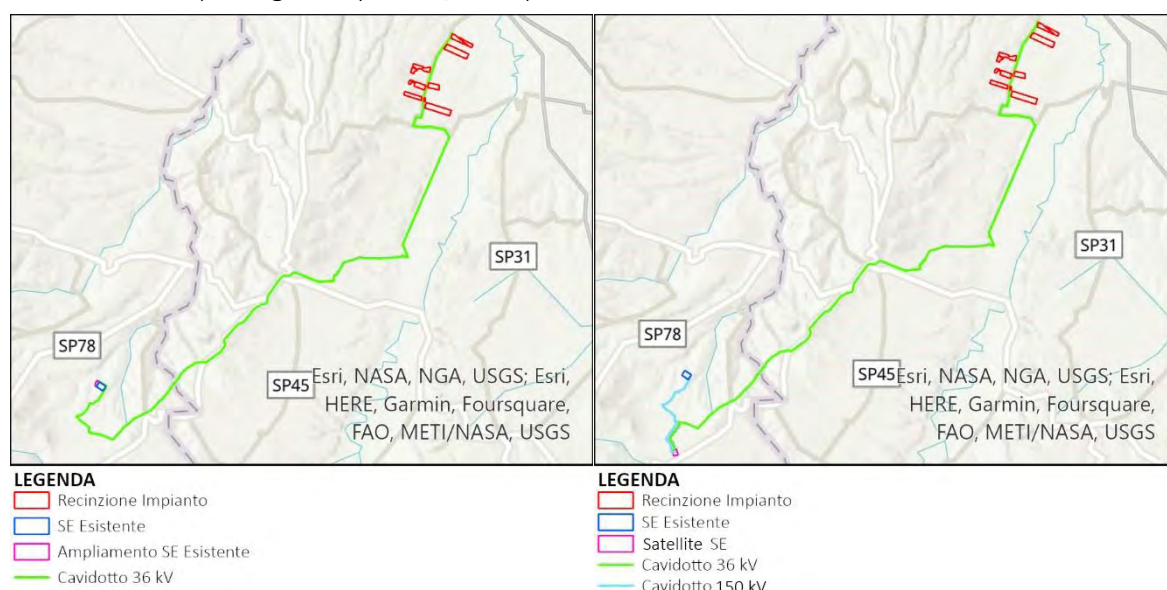 SP31
SP78
SP45
Esri, NASA, NGA, USGS; Esri,
HERE, Garmin, Foursquare,
FAO, METI/NASA, USGS
LEGENDA
Recinzione Impianto
SE Esistente
Ampliamento SE Esistente
Cavidotto 36 kV
SP31
SP78
SP45
Esri, NASA, NGA, USGS; Esri,
HERE, Garmin, Foursquare,
FAO, METI/NASA, USGS
LEGENDA
Recinzione Impianto
SE Esistente
Satellite SE
Cavidotto 36 kV
Cavidotto 150 kV